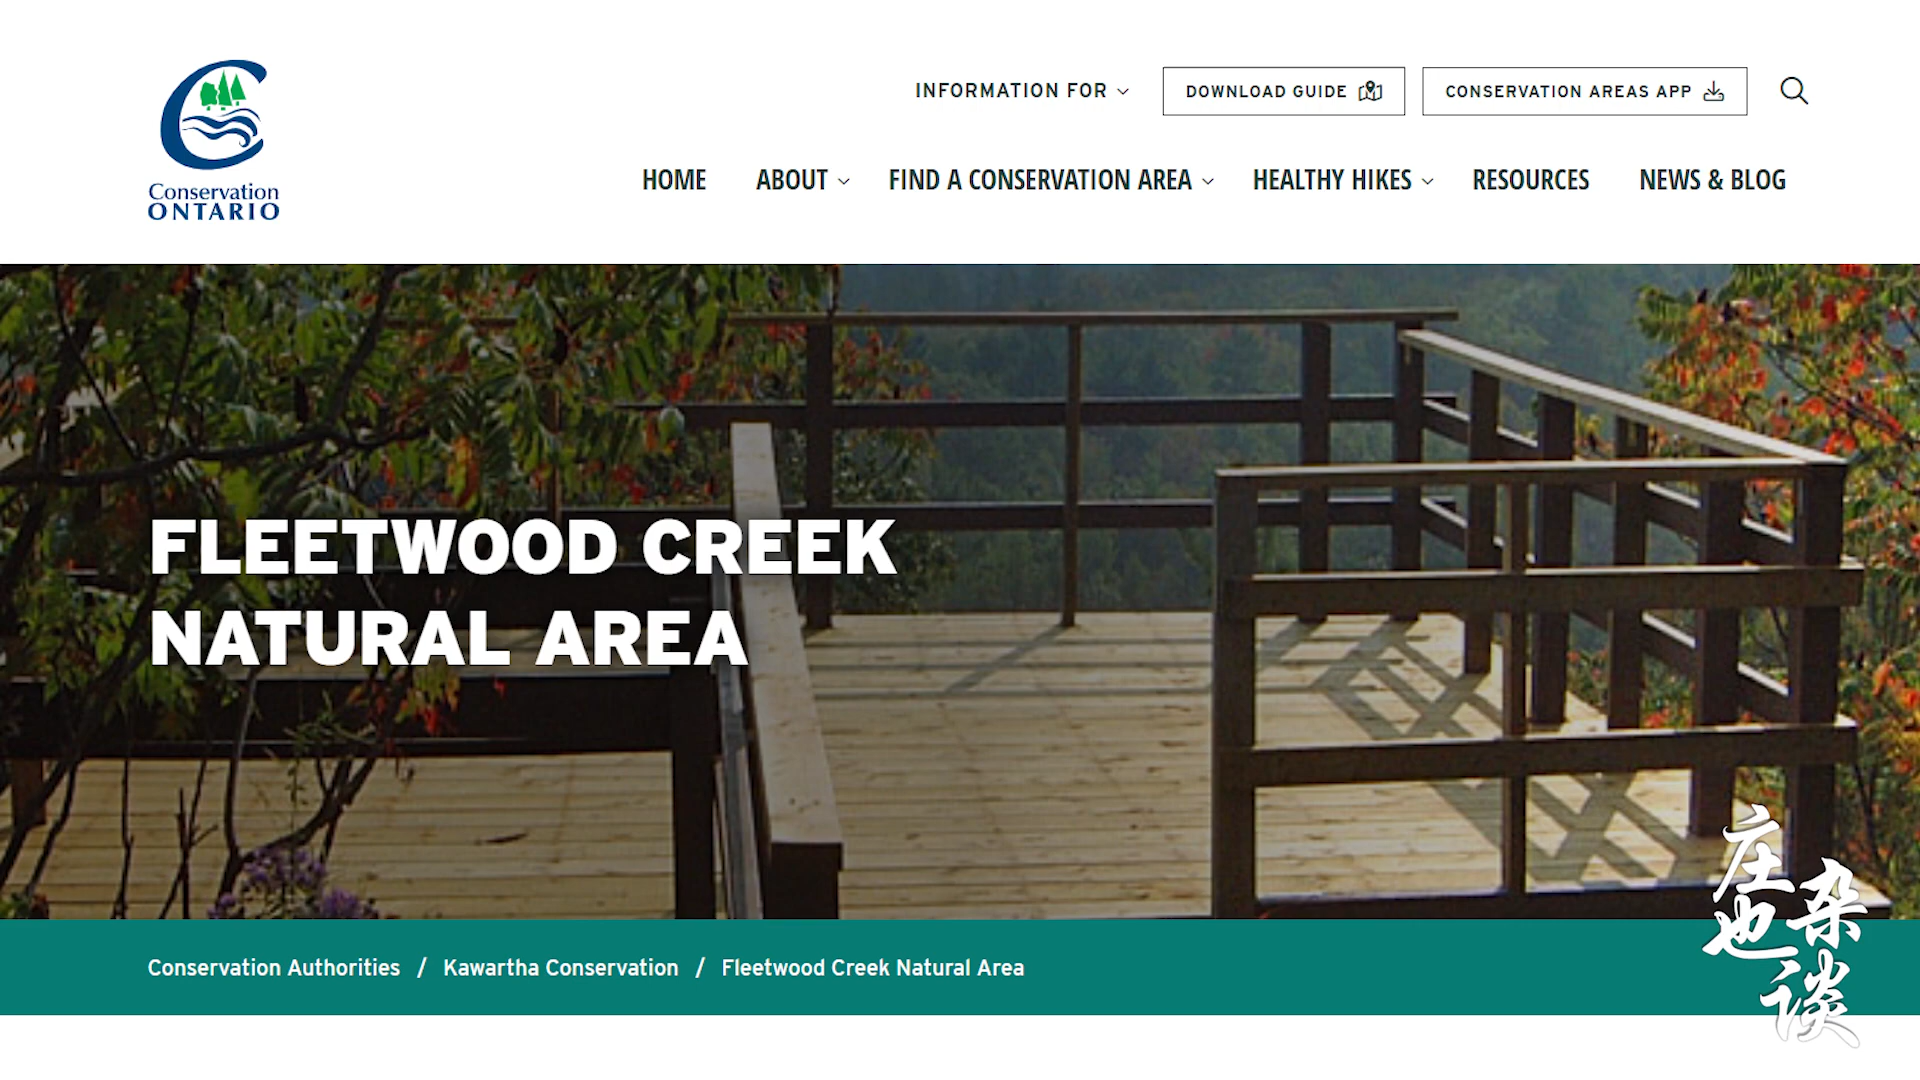 Conservation
ONTARIO
INFORMATION FOR
DOWNLOAD GUIDE
CONSERVATION AREAS APP
HOME
ABOUT
FIND A CONSERVATION AREA
HEALTHY HIKES
RESOURCES
NEWS & BLOG
FLEETWOOD CREEK
NATURAL AREA
Conservation Authorities / Kawartha Conservation / Fleetwood Creek Natural Area
庄也
杂谈